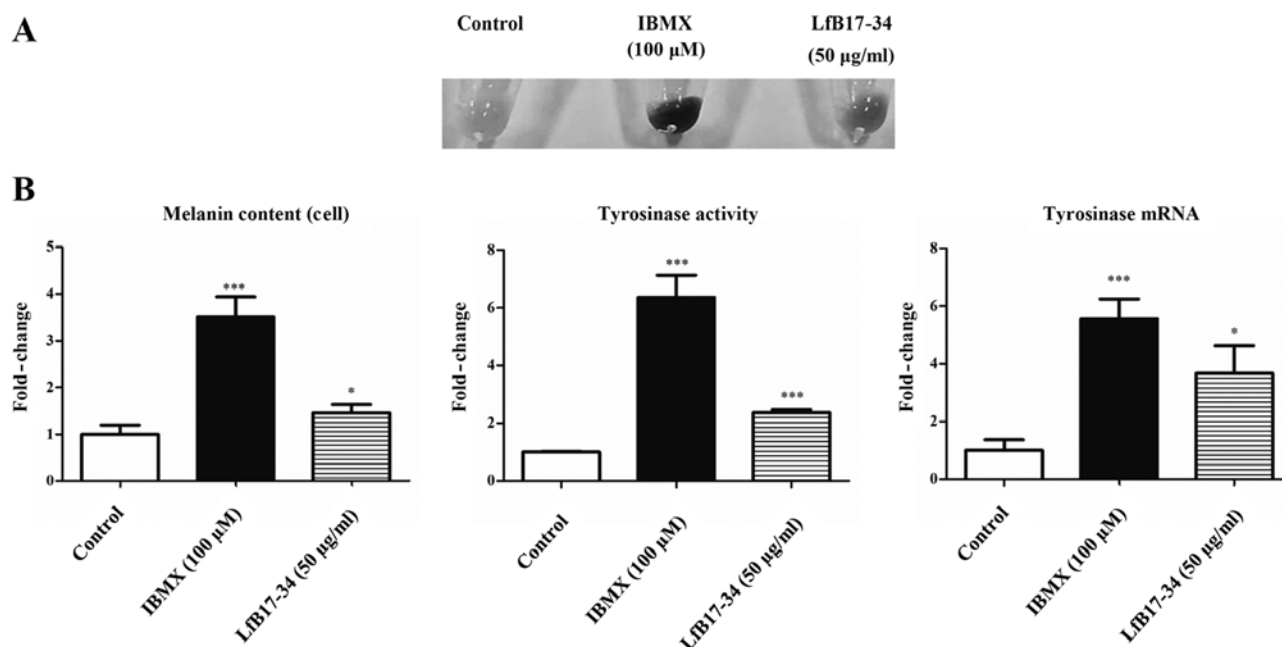 A
Control
IBMX
(100 µM)
LfB17-34
(50 µg/ml)
B
Melanin content (cell)
Fold-change
5
4
3
2
1
0
***
*
Control
IBMX (100 µM)
LfB17-34 (50 µg/ml)
Tyrosinase activity
Fold-change
8
6
4
2
0
***
***
Control
IBMX (100 µM)
LfB17-34 (50 µg/ml)
Tyrosinase mRNA
Fold-change
8
6
4
2
0
***
*
Control
IBMX (100 µM)
LfB17-34 (50 µg/ml)